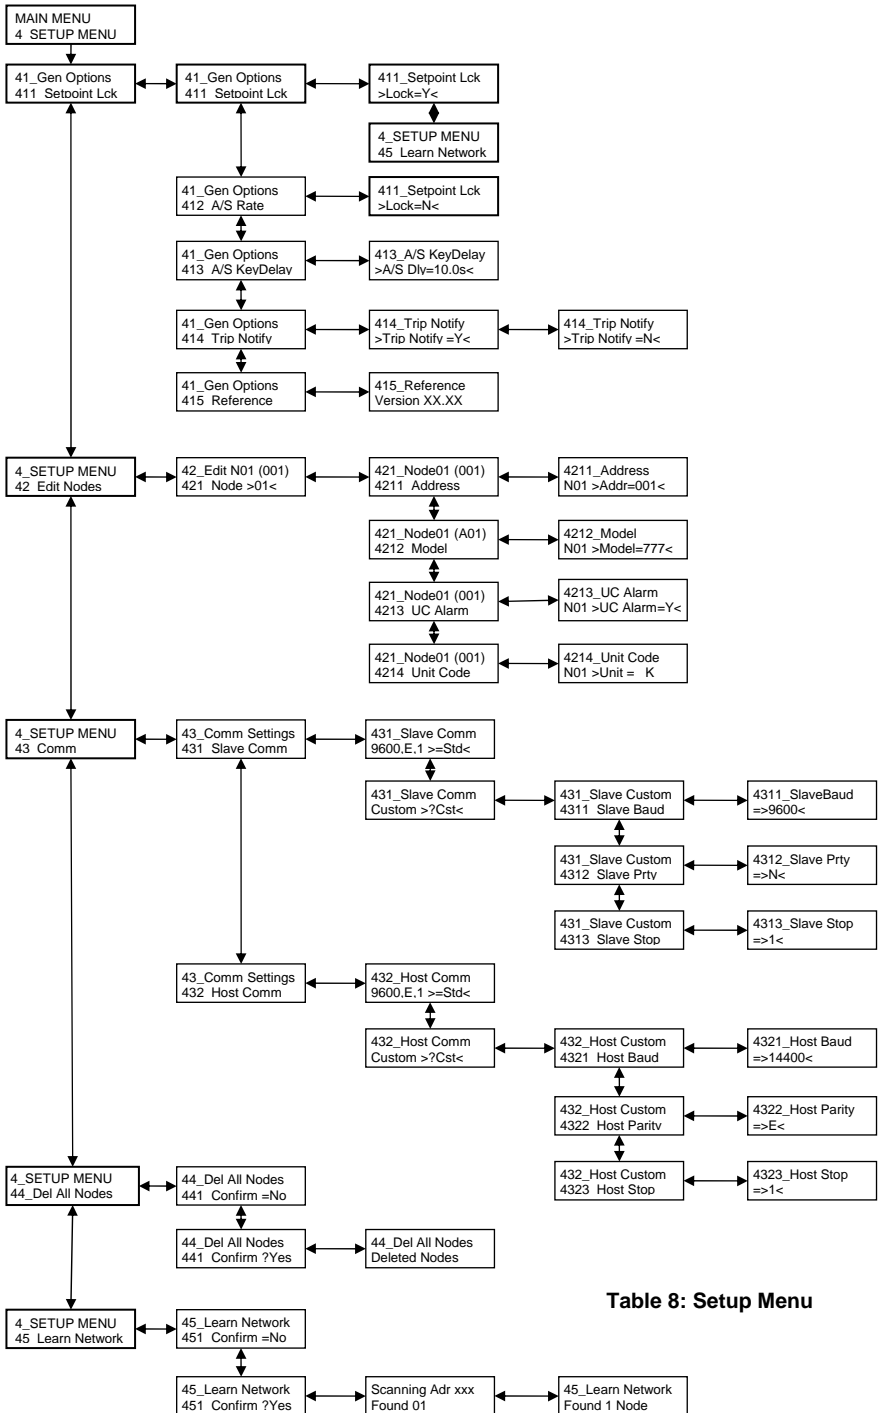 MAIN MENU
4 SETUP MENU
41_Gen Options
411 Setpoint Lck
41_Gen Options
411 Setpoint Lck
411_Setpoint Lck
>Lock=Y<
4_SETUP MENU
45 Learn Network
41_Gen Options
412 A/S Rate
411_Setpoint Lck
>Lock=N<
41_Gen Options
413 A/S KeyDelay
413_A/S KeyDelay
>A/S Dly=10.0s<
41_Gen Options
414 Trip Notify
414_Trip Notify
>Trip Notify =Y<
414_Trip Notify
>Trip Notify =N<
41_Gen Options
415 Reference
415_Reference
Version XX.XX
4_SETUP MENU
42 Edit Nodes
42_Edit N01 (001)
421 Node >01<
421_Node01 (001)
4211 Address
4211_Address
N01 >Addr=001<
421_Node01 (A01)
4212 Model
4212_Model
N01 >Model=777<
421_Node01 (001)
4213 UC Alarm
4213_UC Alarm
N01 >UC Alarm=Y<
421_Node01 (001)
4214 Unit Code
4214_Unit Code
N01 >Unit = K
4_SETUP MENU
43 Comm
43_Comm Settings
431 Slave Comm
431_Slave Comm
9600,E,1 >=Std<
431_Slave Comm
Custom >?Cst<
431_Slave Custom
4311 Slave Baud
4311_SlaveBaud
=>9600<
431_Slave Custom
4312 Slave Prty
4312_Slave Prty
=>N<
431_Slave Custom
4313 Slave Stop
4313_Slave Stop
=>1<
43_Comm Settings
432 Host Comm
432_Host Comm
9600,E,1 >=Std<
432_Host Comm
Custom >?Cst<
432_Host Custom
4321 Host Baud
4321_Host Baud
=>14400<
432_Host Custom
4322 Host Parity
4322_Host Parity
=>E<
432_Host Custom
4323 Host Stop
4323_Host Stop
=>1<
4_SETUP MENU
44_Del All Nodes
44_Del All Nodes
441 Confirm =No
44_Del All Nodes
441 Confirm ?Yes
44_Del All Nodes
Deleted Nodes
Table 8: Setup Menu
4_SETUP MENU
45 Learn Network
45_Learn Network
451 Confirm =No
45_Learn Network
451 Confirm ?Yes
Scanning Adr xxx
Found 01
45_Learn Network
Found 1 Node